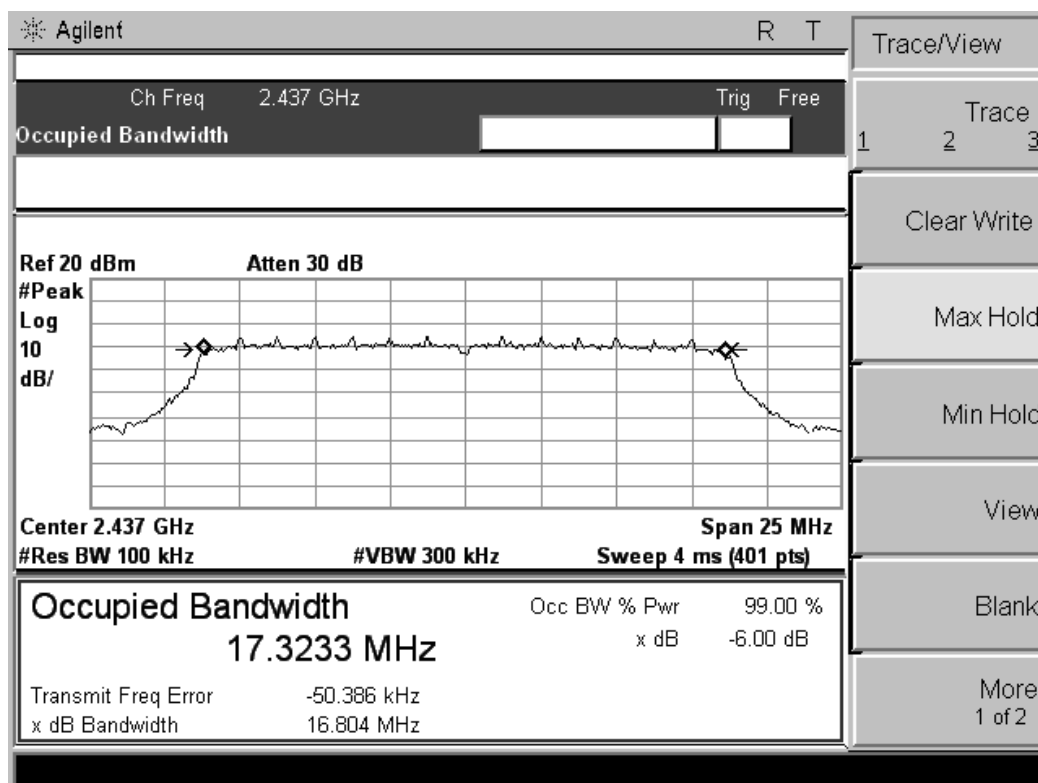 Agilent R T
Trace/View
Ch Freq 2.437 GHz Trig Free
Occupied Bandwidth
Trace
1 2 3
Clear Write
Max Hold
Min Hold
View
Blank
More
1 of 2
Ref 20 dBm Atten 30 dB
#Peak
Log
10
dB/
Center 2.437 GHz Span 25 MHz
#Res BW 100 kHz #VBW 300 kHz Sweep 4 ms (401 pts)
Occupied Bandwidth Occ BW % Pwr 99.00 %
17.3233 MHz x dB -6.00 dB
Transmit Freq Error -50.386 kHz
x dB Bandwidth 16.804 MHz